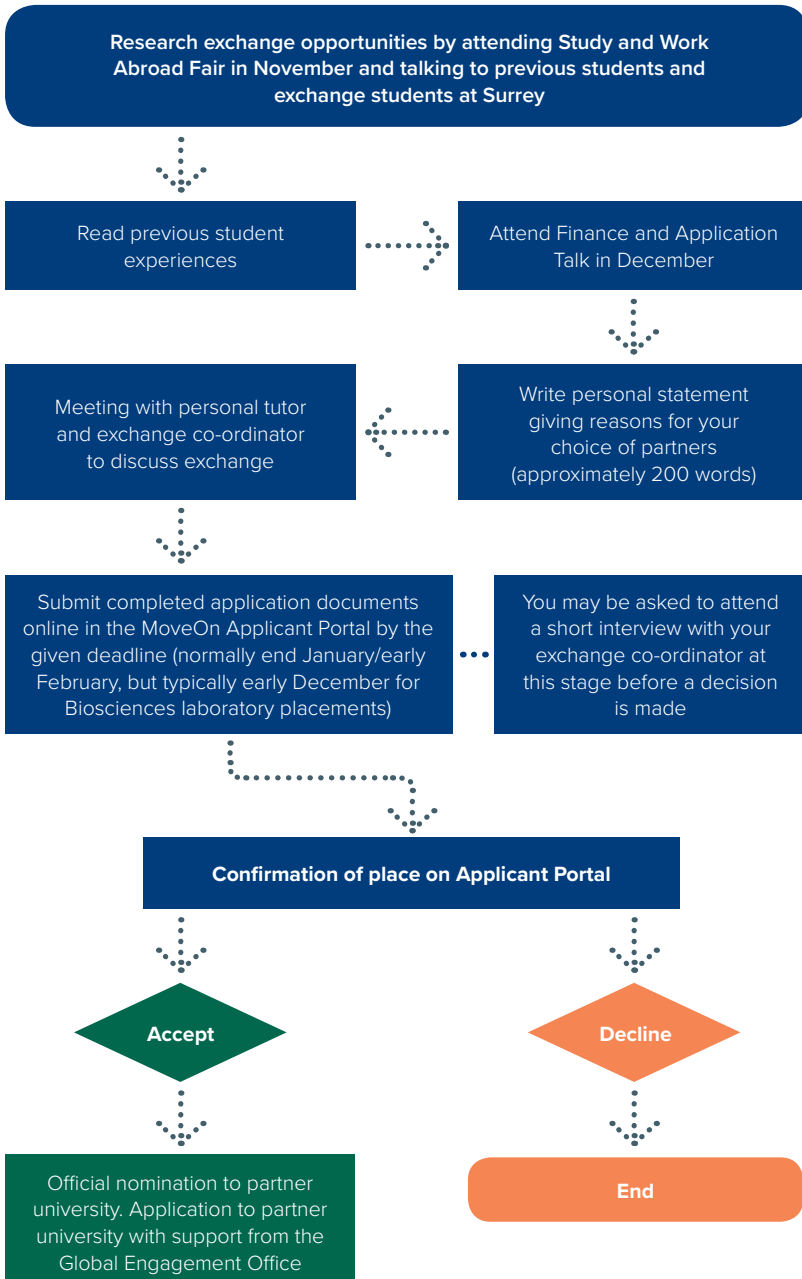 Research exchange opportunities by attending Study and Work
Abroad Fair in November and talking to previous students and
exchange students at Surrey
Read previous student
experiences
Attend Finance and Application
Talk in December
Write personal statement
giving reasons for your
choice of partners
(approximately 200 words)
Meeting with personal tutor
and exchange co-ordinator
to discuss exchange
Submit completed application documents
online in the MoveOn Applicant Portal by the
given deadline (normally end January/early
February, but typically early December for
Biosciences laboratory placements)
You may be asked to attend
a short interview with your
exchange co-ordinator at
this stage before a decision
is made
Confirmation of place on Applicant Portal
Accept
Decline
Official nomination to partner
university. Application to partner
university with support from the
Global Engagement Office
End